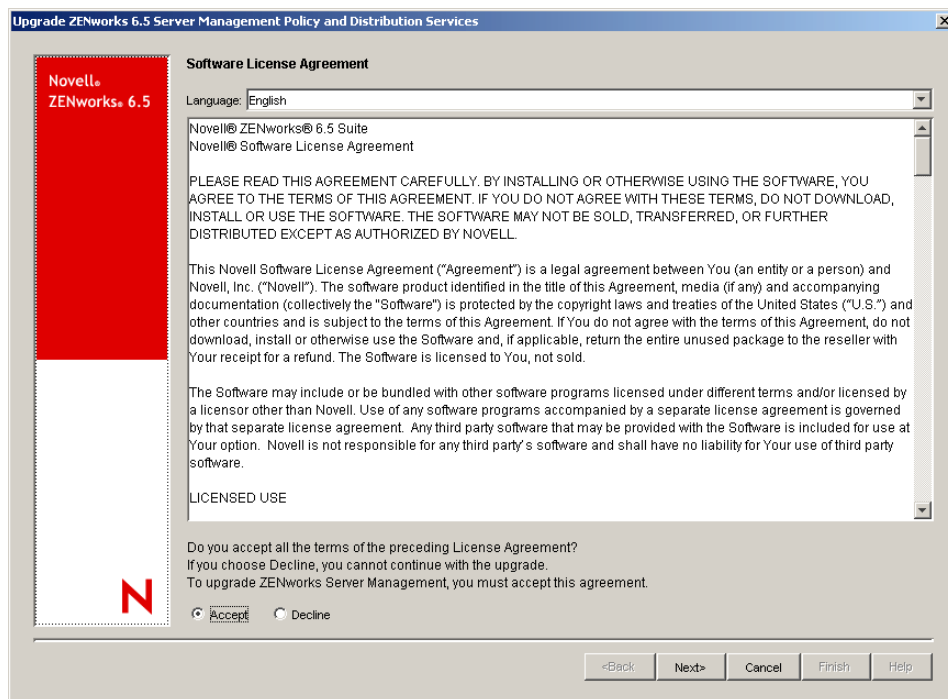 Upgrade ZENworks 6.5 Server Management Policy and Distribution Services
Novell®
ZENworks® 6.5
Software License Agreement
Language: English
Novell® ZENworks® 6.5 Suite
Novell® Software License Agreement
PLEASE READ THIS AGREEMENT CAREFULLY. BY INSTALLING OR OTHERWISE USING THE SOFTWARE, YOU
AGREE TO THE TERMS OF THIS AGREEMENT. IF YOU DO NOT AGREE WITH THESE TERMS, DO NOT DOWNLOAD,
INSTALL OR USE THE SOFTWARE. THE SOFTWARE MAY NOT BE SOLD, TRANSFERRED, OR FURTHER
DISTRIBUTED EXCEPT AS AUTHORIZED BY NOVELL.
This Novell Software License Agreement (“Agreement”) is a legal agreement between You (an entity or a person) and
Novell, Inc. (“Novell”). The software product identified in the title of this Agreement, media (if any) and accompanying
documentation (collectively the "Software") is protected by the copyright laws and treaties of the United States (“U.S.”) and
other countries and is subject to the terms of this Agreement. If You do not agree with the terms of this Agreement, do not
download, install or otherwise use the Software and, if applicable, return the entire unused package to the reseller with
Your receipt for a refund. The Software is licensed to You, not sold.
The Software may include or be bundled with other software programs licensed under different terms and/or licensed by
a licensor other than Novell. Use of any software programs accompanied by a separate license agreement is governed
by that separate license agreement.  Any third party software that may be provided with the Software is included for use at
Your option.  Novell is not responsible for any third party's software and shall have no liability for Your use of third party
software.
LICENSED USE
Do you accept all the terms of the preceding License Agreement?
If you choose Decline, you cannot continue with the upgrade.
To upgrade ZENworks Server Management, you must accept this agreement.
Accept Decline
N
<Back Next> Cancel Finish Help